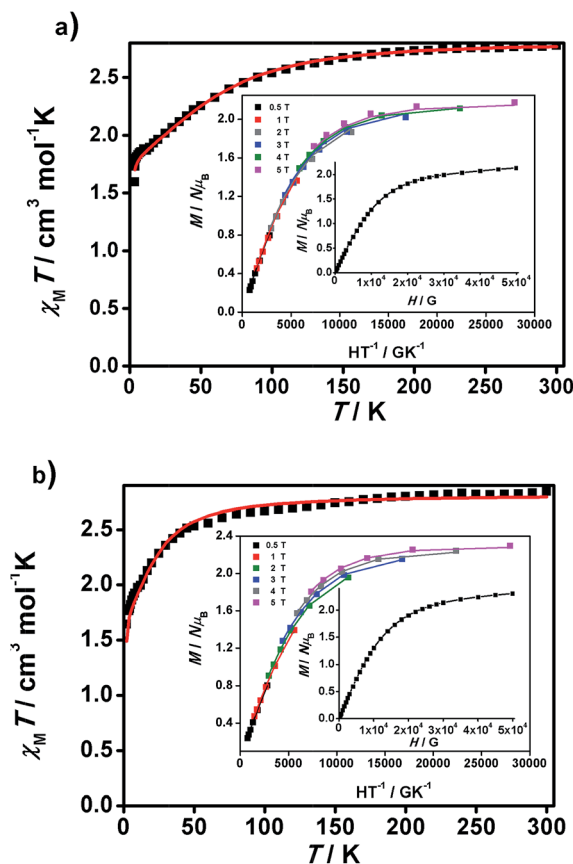 a)
χM T / cm³ mol⁻¹K
2.5
2.0
1.5
1.0
0.5
0.0
0 50 100 150 200 250 300
T / K
M / NμB
2.0
1.6
1.2
0.8
0.4
0.0
0.5 T
1 T
2 T
3 T
4 T
5 T
0 5000 10000 15000 20000 25000 30000
HT⁻¹ / GK⁻¹
M / NμB
2.0
1.5
1.0
0.5
0.0
1x10⁴ 2x10⁴ 3x10⁴ 4x10⁴ 5x10⁴
H / G
b)
χM T / cm³ mol⁻¹K
2.5
2.0
1.5
1.0
0.5
0.0
0 50 100 150 200 250 300
T / K
M / NμB
2.4
2.0
1.6
1.2
0.8
0.4
0.5 T
1 T
2 T
3 T
4 T
5 T
0 5000 10000 15000 20000 25000 30000
HT⁻¹ / GK⁻¹
M / NμB
2.0
1.5
1.0
0.5
0.0
1x10⁴ 2x10⁴ 3x10⁴ 4x10⁴ 5x10⁴
H / G